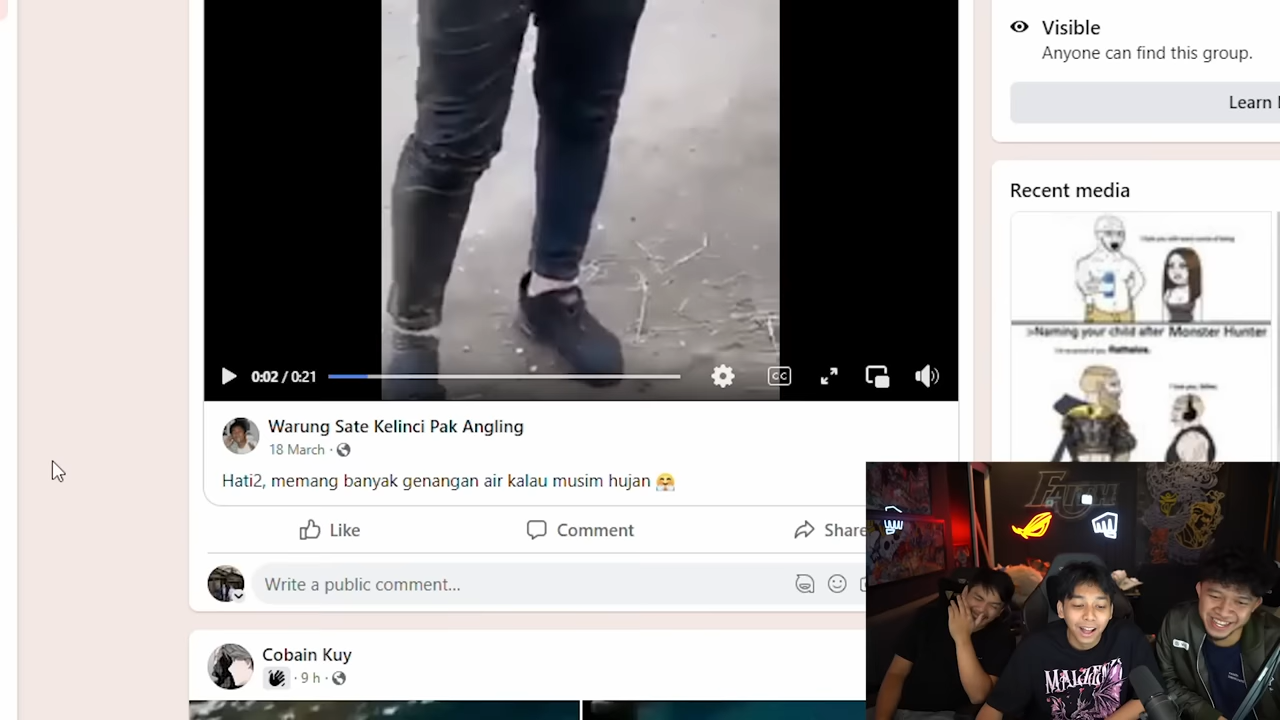 Visible
Anyone can find this group.
Learn
Recent media
>Naming your child after Monster Hunter
0:02 / 0:21
CC
Warung Sate Kelinci Pak Angling
18 March ·
Hati2, memang banyak genangan air kalau musim hujan 🤗
Like
Comment
Share
Write a public comment...
Cobain Kuy
· 9 h ·